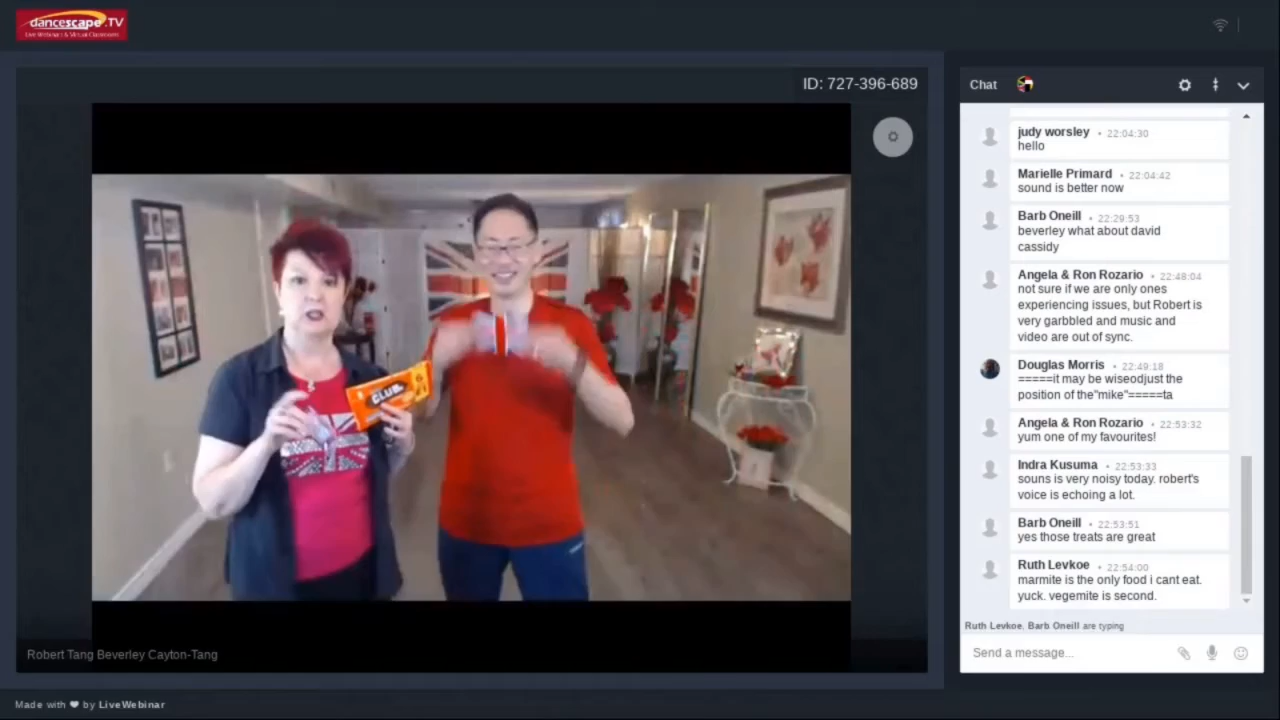 dancescape.TV
Live Webinars & Virtual Classroom
ID: 727-396-689
CLUB
Robert Tang Beverley Cayton-Tang
Made with ❤ by LiveWebinar
Chat
judy worsley • 22:04:30
hello
Marielle Primard • 22:04:42
sound is better now
Barb Oneill • 22:29:53
beverley what about david
cassidy
Angela & Ron Rozario • 22:48:04
not sure if we are only ones
experiencing issues, but Robert is
very garbbled and music and
video are out of sync.
Douglas Morris • 22:49:18
=====it may be wiseodjust the
position of the"mike"=====ta
Angela & Ron Rozario • 22:53:32
yum one of my favourites!
Indra Kusuma • 22:53:33
souns is very noisy today. robert's
voice is echoing a lot.
Barb Oneill • 22:53:51
yes those treats are great
Ruth Levkoe • 22:54:00
marmite is the only food i cant eat.
yuck. vegemite is second.
Ruth Levkoe, Barb Oneill are typing
Send a message...